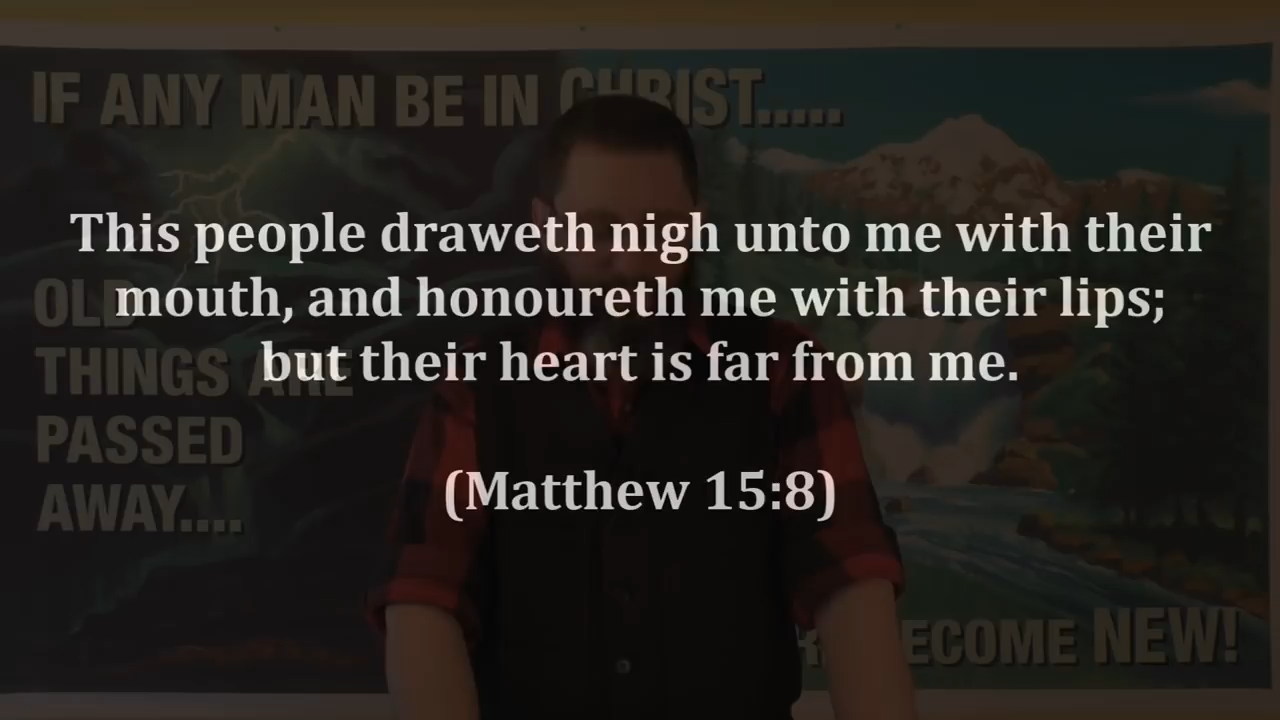 IF ANY MAN BE IN CHRIST.....
This people draweth nigh unto me with their
mouth, and honoureth me with their lips;
but their heart is far from me.
(Matthew 15:8)
OLD
THINGS ARE
PASSED
AWAY....
NEW!